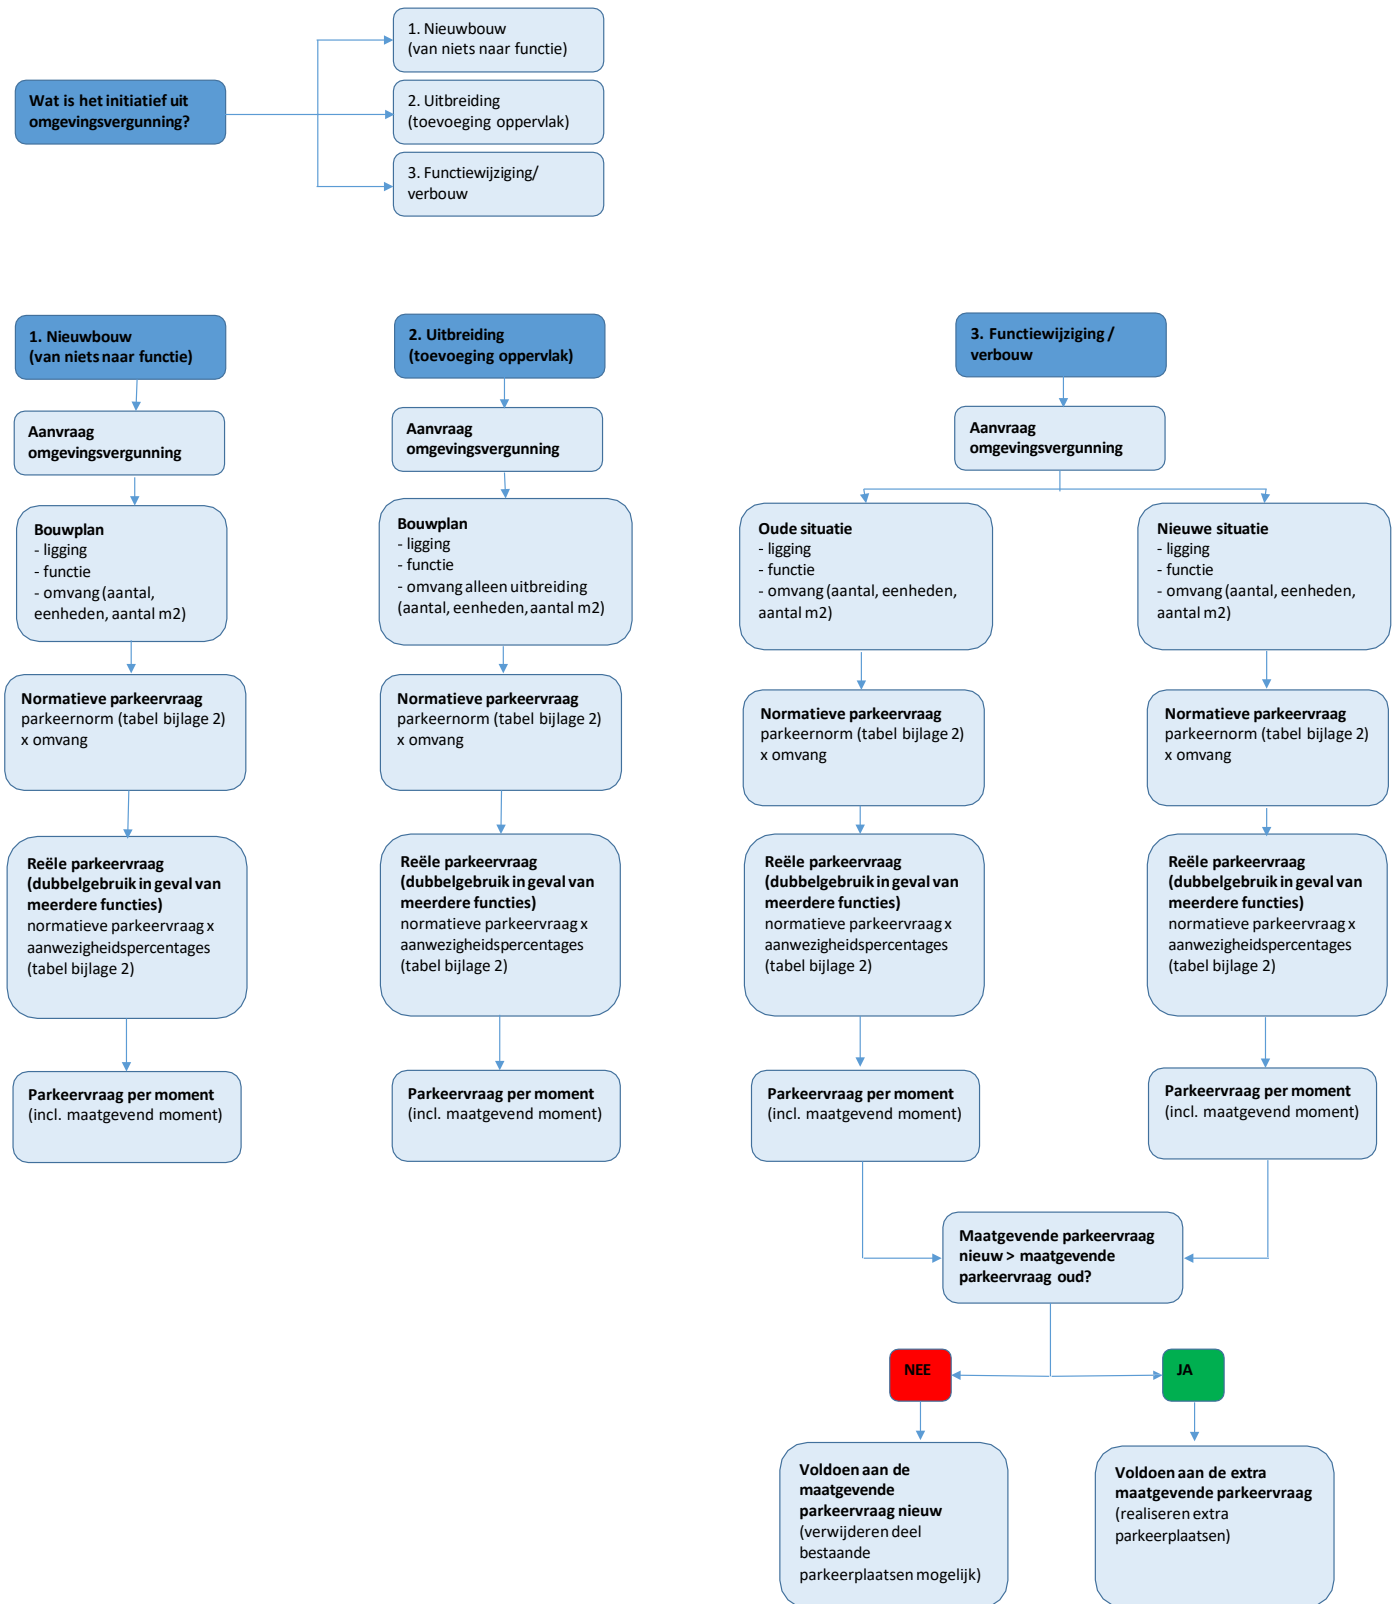 Wat is het initiatief uit
omgevingsvergunning?
1. Nieuwbouw
(van niets naar functie)
2. Uitbreiding
(toevoeging oppervlak)
3. Functiewijziging/
verbouw
1. Nieuwbouw
(van niets naar functie)
Aanvraag
omgevingsvergunning
Bouwplan
- ligging
- functie
- omvang (aantal,
eenheden, aantal m2)
Normatieve parkeervraag
parkeernorm (tabel bijlage 2)
x omvang
Reële parkeervraag
(dubbelgebruik in geval van
meerdere functies)
normatieve parkeervraag x
aanwezigheidspercentages
(tabel bijlage 2)
Parkeervraag per moment
(incl. maatgevend moment)
2. Uitbreiding
(toevoeging oppervlak)
Aanvraag
omgevingsvergunning
Bouwplan
- ligging
- functie
- omvang alleen uitbreiding
(aantal, eenheden, aantal m2)
Normatieve parkeervraag
parkeernorm (tabel bijlage 2)
x omvang
Reële parkeervraag
(dubbelgebruik in geval van
meerdere functies)
normatieve parkeervraag x
aanwezigheidspercentages
(tabel bijlage 2)
Parkeervraag per moment
(incl. maatgevend moment)
3. Functiewijziging /
verbouw
Aanvraag
omgevingsvergunning
Oude situatie
- ligging
- functie
- omvang (aantal, eenheden,
aantal m2)
Normatieve parkeervraag
parkeernorm (tabel bijlage 2)
x omvang
Reële parkeervraag
(dubbelgebruik in geval van
meerdere functies)
normatieve parkeervraag x
aanwezigheidspercentages
(tabel bijlage 2)
Parkeervraag per moment
(incl. maatgevend moment)
Nieuwe situatie
- ligging
- functie
- omvang (aantal, eenheden,
aantal m2)
Normatieve parkeervraag
parkeernorm (tabel bijlage 2)
x omvang
Reële parkeervraag
(dubbelgebruik in geval van
meerdere functies)
normatieve parkeervraag x
aanwezigheidspercentages
(tabel bijlage 2)
Parkeervraag per moment
(incl. maatgevend moment)
Maatgevende parkeervraag
nieuw > maatgevende
parkeervraag oud?
NEE
JA
Voldoen aan de
maatgevende
parkeervraag nieuw
(verwijderen deel
bestaande
parkeerplaatsen mogelijk)
Voldoen aan de extra
maatgevende parkeervraag
(realiseren extra
parkeerplaatsen)